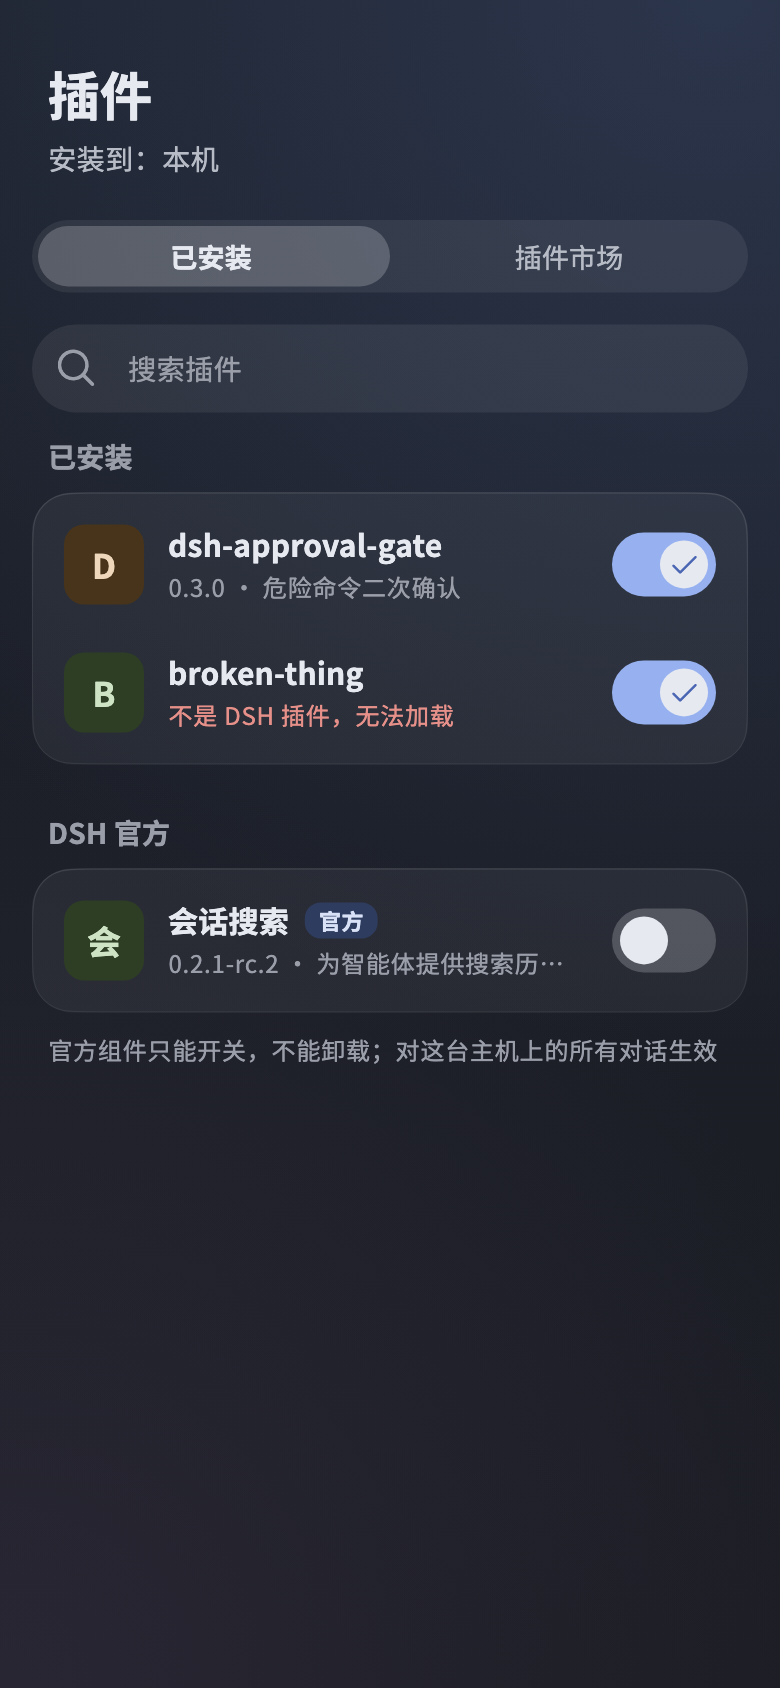 插件
安装到：本机
已安装
插件市场
搜索插件
已安装
D
dsh-approval-gate
0.3.0 · 危险命令二次确认
B
broken-thing
不是 DSH 插件，无法加载
DSH 官方
会
会话搜索 官方
0.2.1-rc.2 · 为智能体提供搜索历…
官方组件只能开关，不能卸载；对这台主机上的所有对话生效